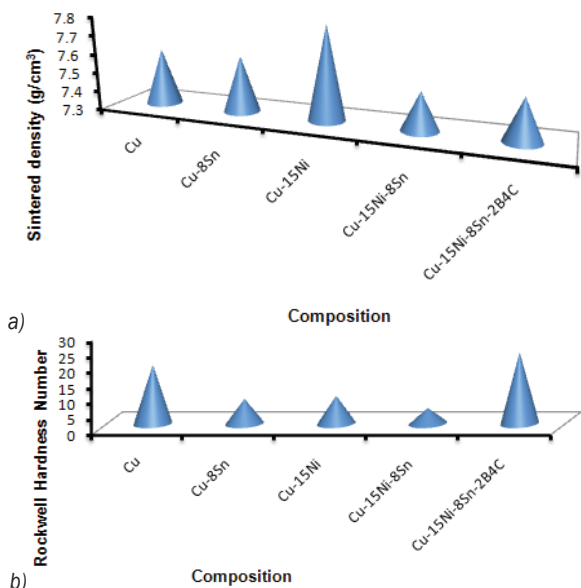 Sintered density (g/cm³)
7.8
7.7
7.6
7.5
7.4
7.3
Cu
Cu-8Sn
Cu-15Ni
Cu-15Ni-8Sn
Cu-15Ni-8Sn-2B4C
Composition
a)
Rockwell Hardness Number
30
25
20
15
10
5
0
Cu
Cu-8Sn
Cu-15Ni
Cu-15Ni-8Sn
Cu-15Ni-8Sn-2B4C
Composition
b)